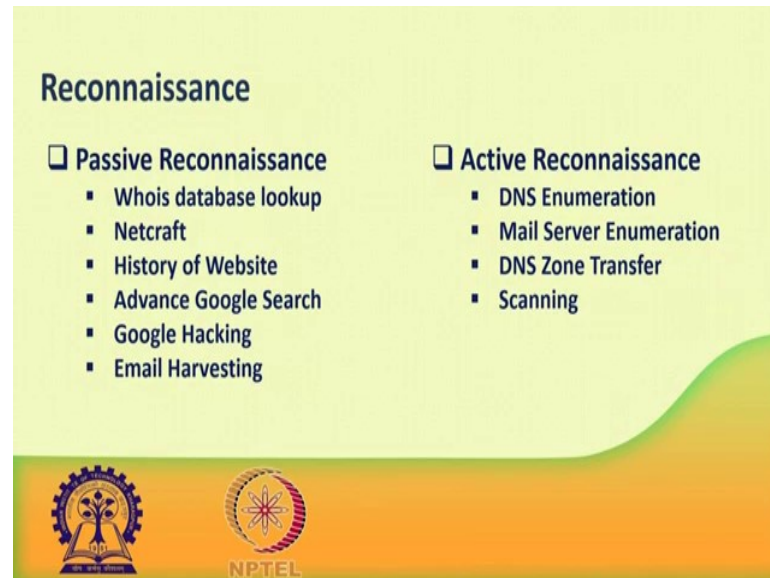 Reconnaissance
❑ Passive Reconnaissance
▪ Whois database lookup
▪ Netcraft
▪ History of Website
▪ Advance Google Search
▪ Google Hacking
▪ Email Harvesting
❑ Active Reconnaissance
▪ DNS Enumeration
▪ Mail Server Enumeration
▪ DNS Zone Transfer
▪ Scanning
NPTEL